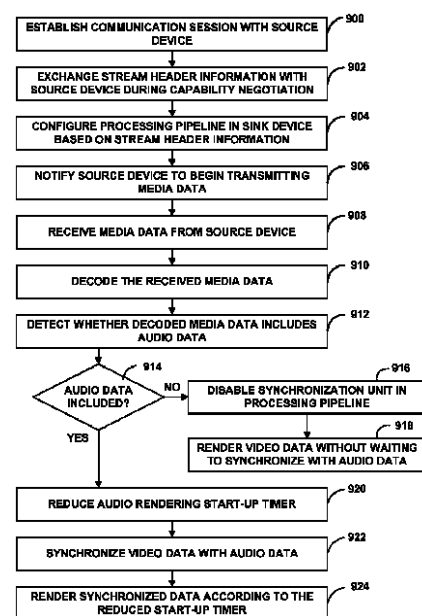 900
ESTABLISH COMMUNICATION SESSION WITH SOURCE
DEVICE
902
EXCHANGE STREAM HEADER INFORMATION WITH
SOURCE DEVICE DURING CAPABILITY NEGOTIATION
904
CONFIGURE PROCESSING PIPELINE IN SINK DEVICE
BASED ON STREAM HEADER INFORMATION
906
NOTIFY SOURCE DEVICE TO BEGIN TRANSMITTING
MEDIA DATA
908
RECEIVE MEDIA DATA FROM SOURCE DEVICE
910
DECODE THE RECEIVED MEDIA DATA
912
DETECT WHETHER DECODED MEDIA DATA INCLUDES
AUDIO DATA
914
AUDIO DATA
INCLUDED?
NO
916
DISABLE SYNCHRONIZATION UNIT IN
PROCESSING PIPELINE
918
RENDER VIDEO DATA WITHOUT WAITING
TO SYNCHRONIZE WITH AUDIO DATA
YES
920
REDUCE AUDIO RENDERING START-UP TIMER
922
SYNCHRONIZE VIDEO DATA WITH AUDIO DATA
924
RENDER SYNCHRONIZED DATA ACCORDING TO THE
REDUCED START-UP TIMER